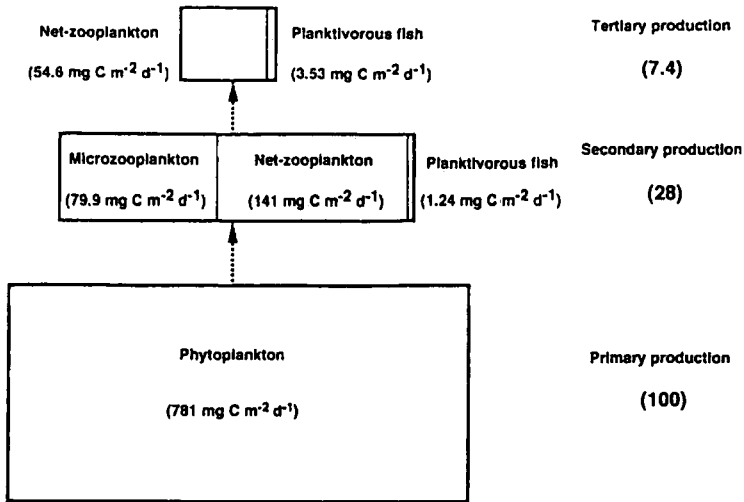 Net-zooplankton
(54.6 mg C m⁻² d⁻¹)
Planktivorous fish
(3.53 mg C m⁻² d⁻¹)
Tertiary production
(7.4)
Microzooplankton
(79.9 mg C m⁻² d⁻¹)
Net-zooplankton
(141 mg C m⁻² d⁻¹)
Planktivorous fish
(1.24 mg C m⁻² d⁻¹)
Secondary production
(28)
Phytoplankton
(781 mg C m⁻² d⁻¹)
Primary production
(100)